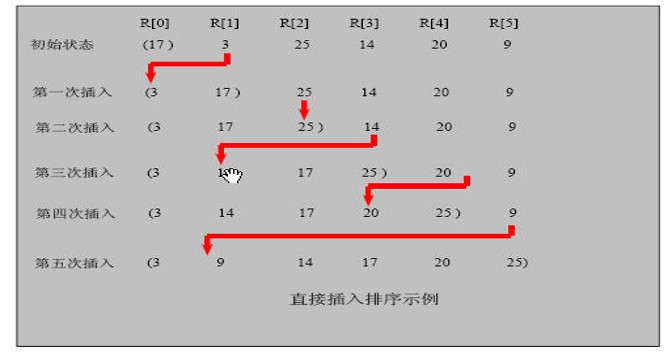 R[0] R[1] R[2] R[3] R[4] R[5]
初始状态 (17 ) 3 25 14 20 9
第一次插入 (3 17 ) 25 14 20 9
第二次插入 (3 17 25 ) 14 20 9
第三次插入 (3 17 25 ) 20 9
第四次插入 (3 14 17 20 25 ) 9
第五次插入 (3 9 14 17 20 25)
直接插入排序示例